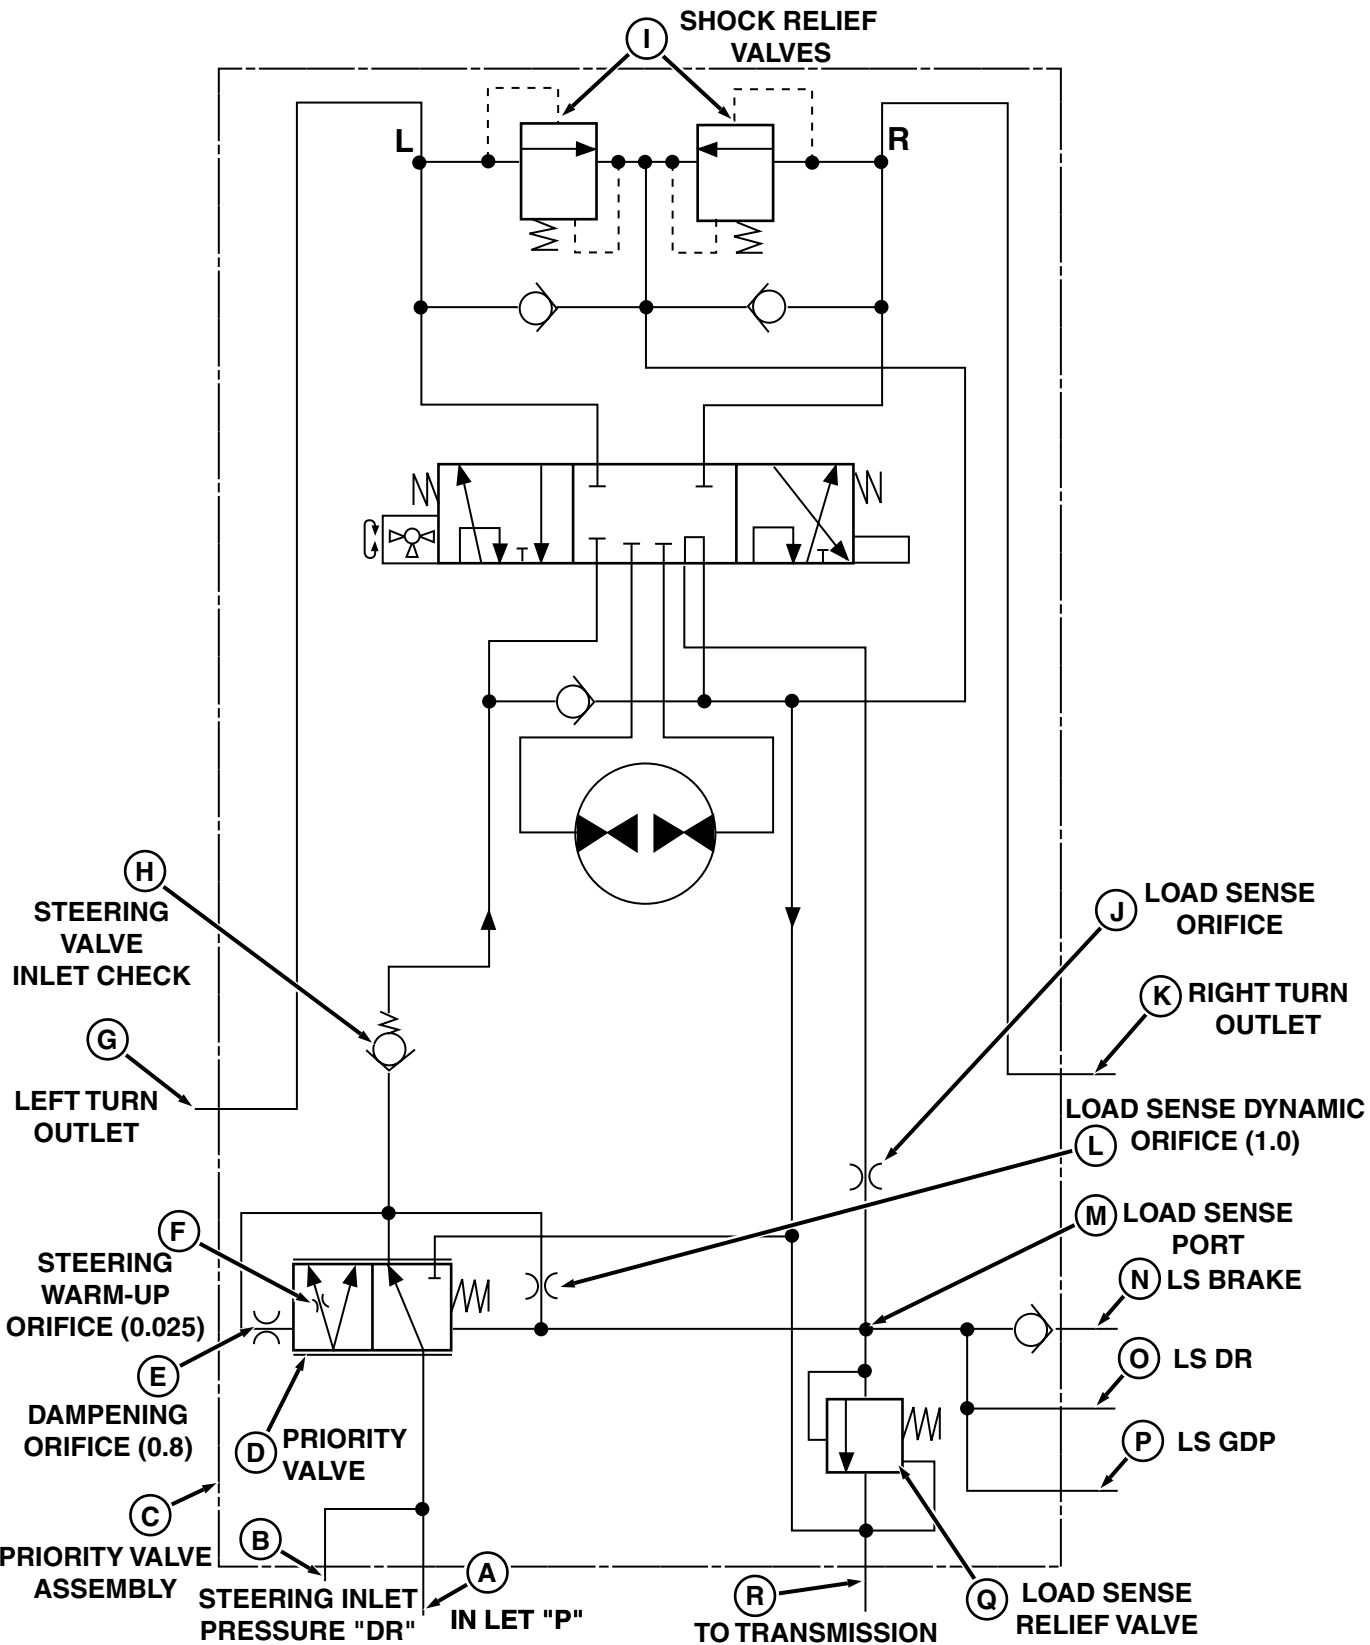 I
SHOCK RELIEF
VALVES
L
R
H
STEERING
VALVE
INLET CHECK
J
LOAD SENSE
ORIFICE
K
RIGHT TURN
OUTLET
G
LEFT TURN
OUTLET
LOAD SENSE DYNAMIC
ORIFICE (1.0)
L
F
STEERING
WARM-UP
ORIFICE (0.025)
M
LOAD SENSE
PORT
N
LS BRAKE
E
DAMPENING
ORIFICE (0.8)
O
LS DR
D
PRIORITY
VALVE
P
LS GDP
C
PRIORITY VALVE
ASSEMBLY
B
STEERING INLET
PRESSURE "DR"
A
IN LET "P"
R
TO TRANSMISSION
Q
LOAD SENSE
RELIEF VALVE